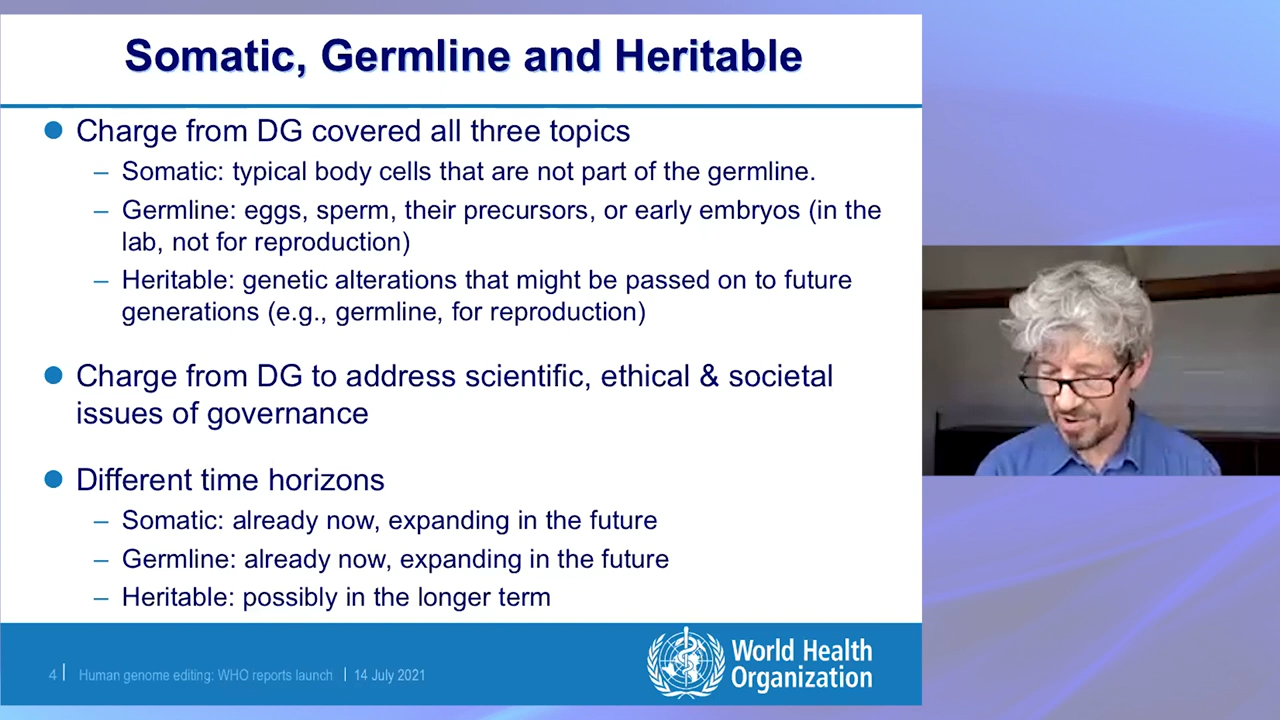 Somatic, Germline and Heritable
● Charge from DG covered all three topics
– Somatic: typical body cells that are not part of the germline.
– Germline: eggs, sperm, their precursors, or early embryos (in the
lab, not for reproduction)
– Heritable: genetic alterations that might be passed on to future
generations (e.g., germline, for reproduction)
● Charge from DG to address scientific, ethical & societal
issues of governance
● Different time horizons
– Somatic: already now, expanding in the future
– Germline: already now, expanding in the future
– Heritable: possibly in the longer term
4 | Human genome editing: WHO reports launch | 14 July 2021
World Health
Organization